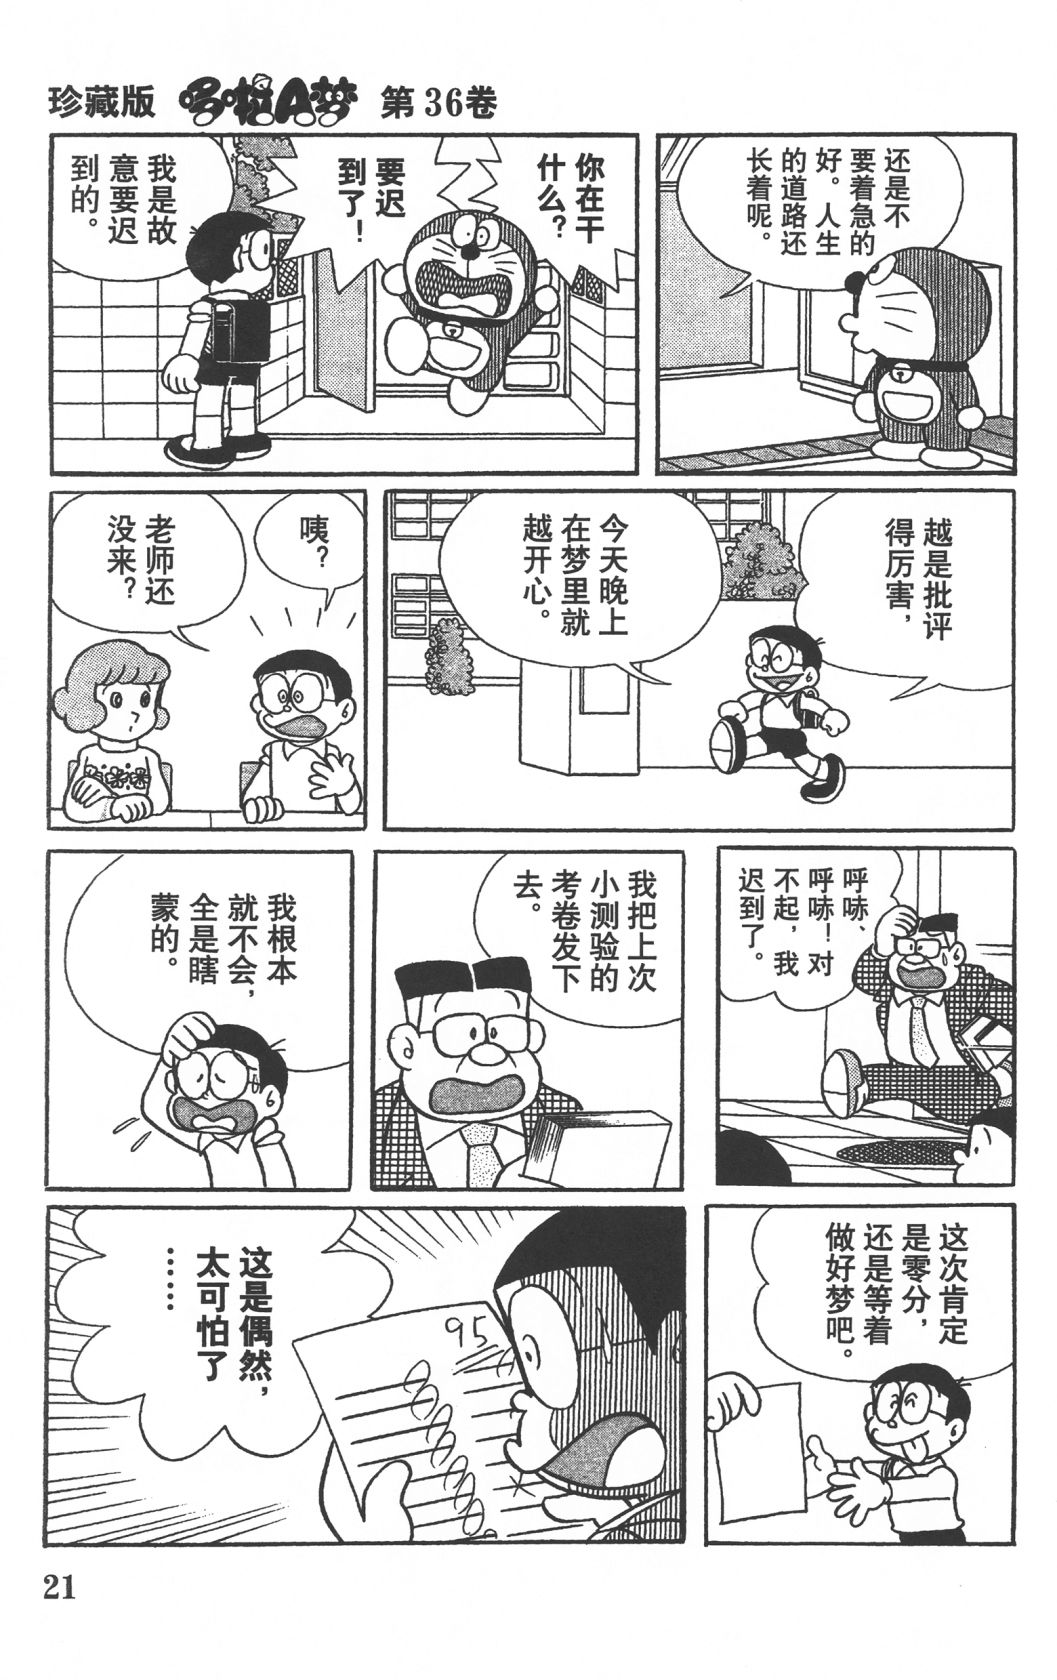 珍藏版 哆啦A梦 第36卷
还是不
要着急的
好。人生
的道路还
长着呢。
你在干
什么？
要迟
到了！
我是故
意要迟
到的。
越是批评
得厉害，
今天晚上
在梦里就
越开心。
咦？
老师还
没来？
呼哧、
呼哧！对
不起，我
迟到了。
我把上次
小测验的
考卷发下
去。
我根本
就不会，
全是瞎
蒙的。
这次肯定
是零分，
还是等着
做好梦吧。
95
这是偶然，
太可怕了
……
21